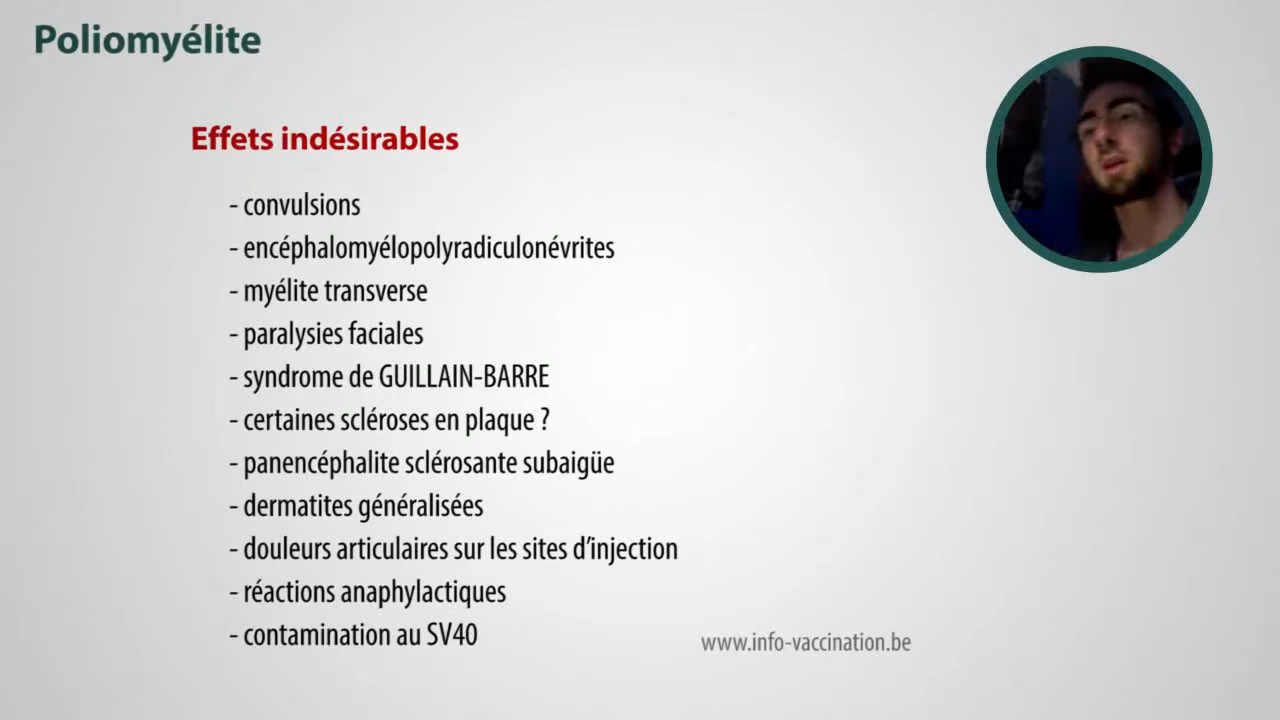 Poliomyélite
Effets indésirables
- convulsions
- encéphalomyélopolyradiculonévrites
- myélite transverse
- paralysies faciales
- syndrome de GUILLAIN-BARRE
- certaines scléroses en plaque ?
- panencéphalite sclérosante subaigüe
- dermatites généralisées
- douleurs articulaires sur les sites d'injection
- réactions anaphylactiques
- contamination au SV40
www.info-vaccination.be